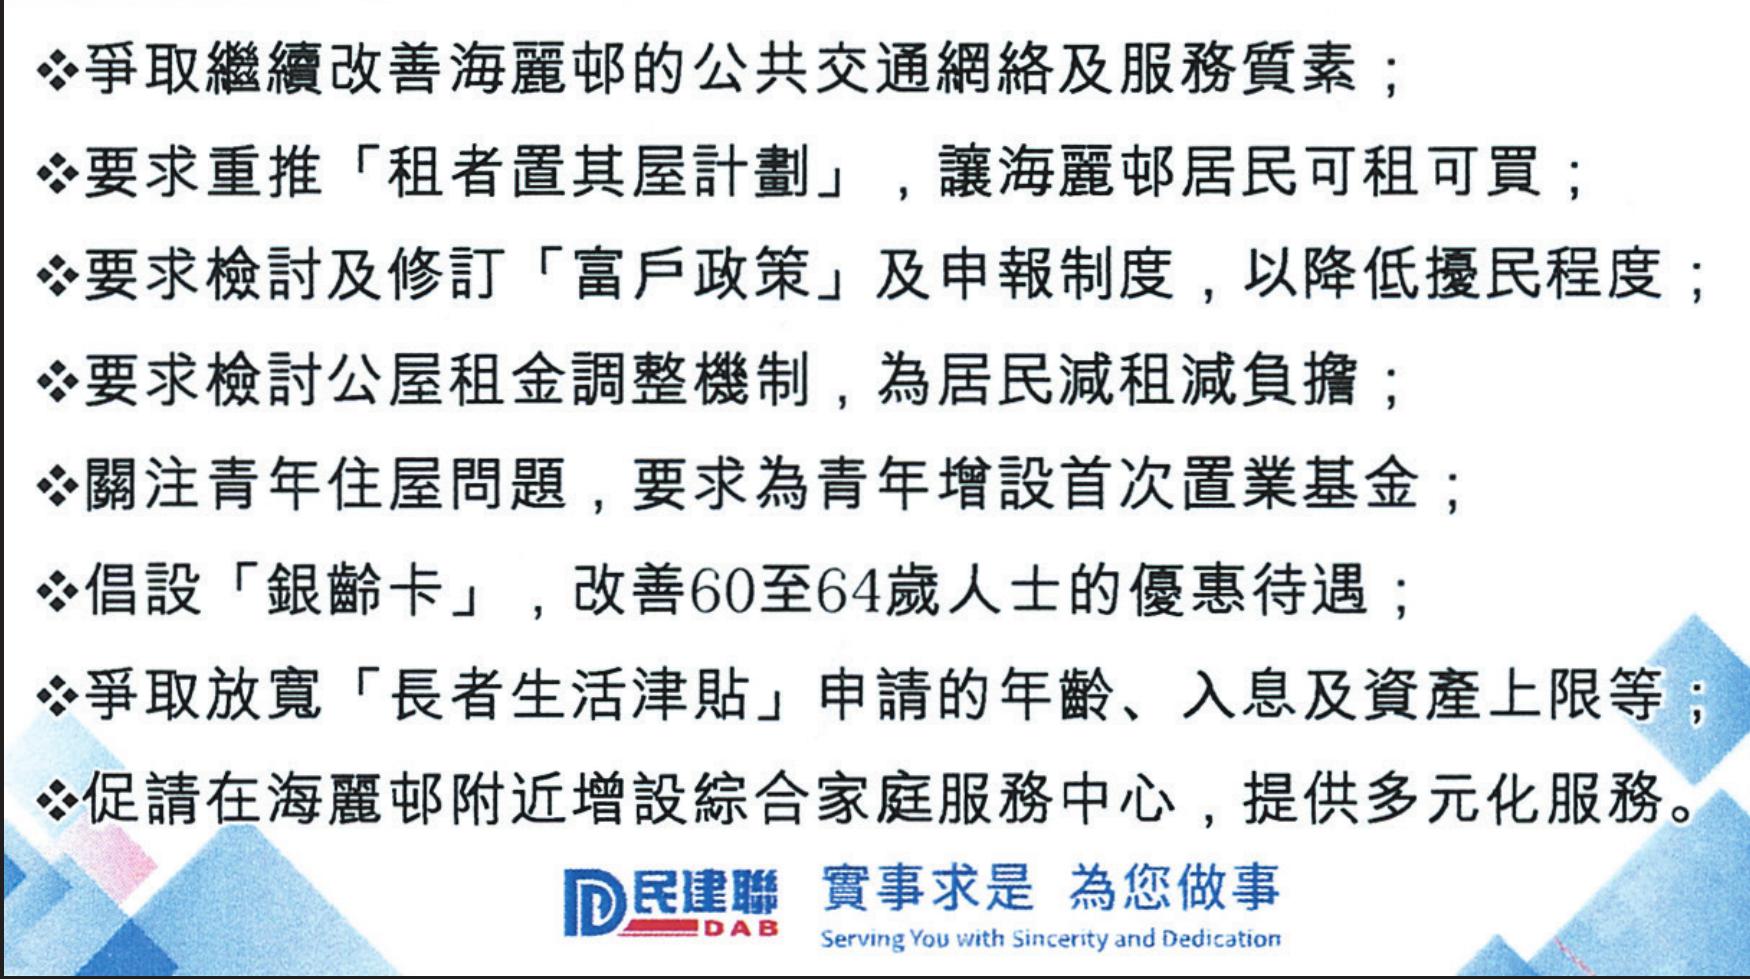 ❖爭取繼續改善海麗邨的公共交通網絡及服務質素；
❖要求重推「租者置其屋計劃」，讓海麗邨居民可租可買；
❖要求檢討及修訂「富戶政策」及申報制度，以降低擾民程度；
❖要求檢討公屋租金調整機制，為居民減租減負擔；
❖關注青年住屋問題，要求為青年增設首次置業基金；
❖倡設「銀齡卡」，改善60至64歲人士的優惠待遇；
❖爭取放寬「長者生活津貼」申請的年齡、入息及資產上限等；
❖促請在海麗邨附近增設綜合家庭服務中心，提供多元化服務。
民建聯 實事求是 為您做事
DAB Serving You with Sincerity and Dedication